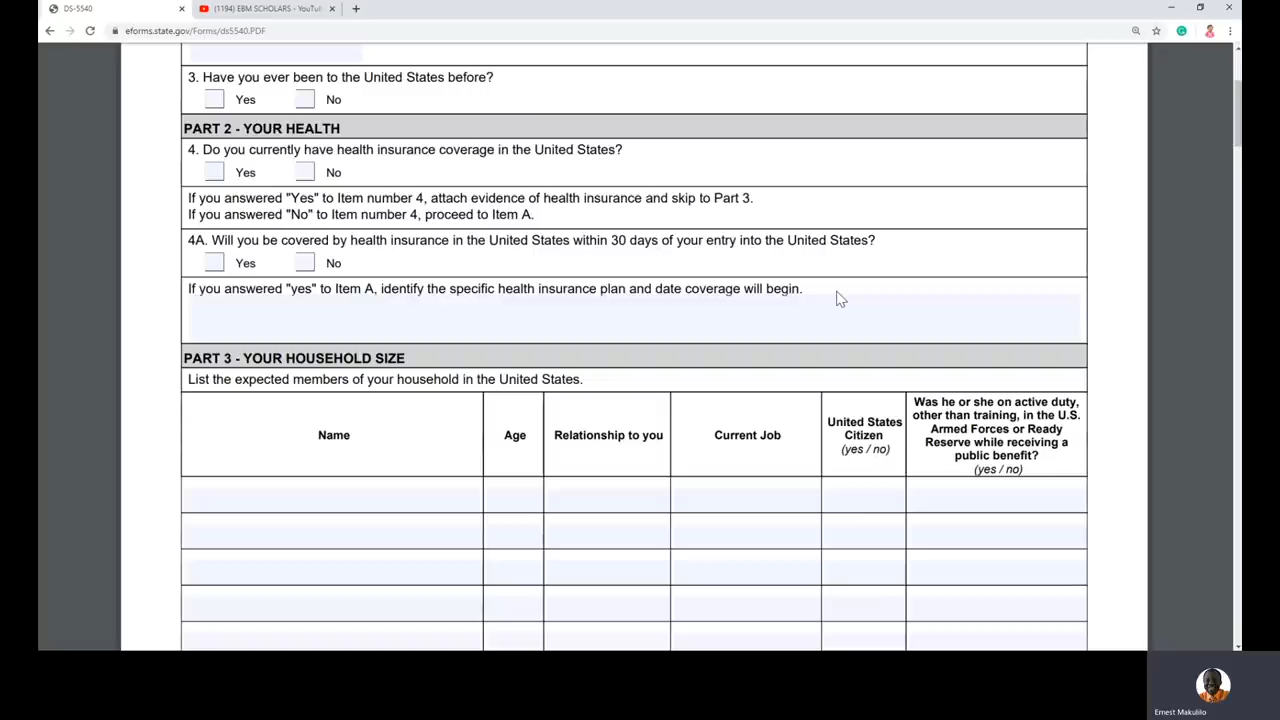 DS-5540
(1194) EBM SCHOLARS - YouTu
eforms.state.gov/Forms/ds5540.PDF
3. Have you ever been to the United States before?
Yes No
PART 2 - YOUR HEALTH
4. Do you currently have health insurance coverage in the United States?
Yes No
If you answered "Yes" to Item number 4, attach evidence of health insurance and skip to Part 3.
If you answered "No" to Item number 4, proceed to Item A.
4A. Will you be covered by health insurance in the United States within 30 days of your entry into the United States?
Yes No
If you answered "yes" to Item A, identify the specific health insurance plan and date coverage will begin.
PART 3 - YOUR HOUSEHOLD SIZE
List the expected members of your household in the United States.
Name
Age
Relationship to you
Current Job
United States
Citizen
(yes / no)
Was he or she on active duty,
other than training, in the U.S.
Armed Forces or Ready
Reserve while receiving a
public benefit?
(yes / no)
Ernest Makulilo